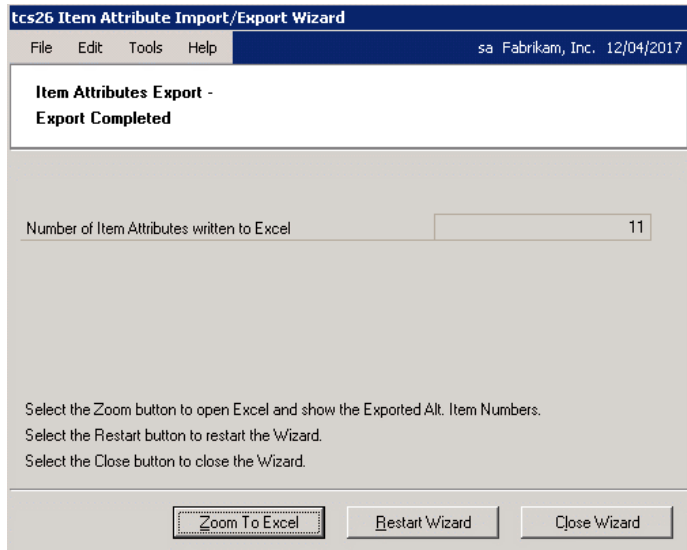 tcs26 Item Attribute Import/Export Wizard
File Edit Tools Help sa Fabrikam, Inc. 12/04/2017
Item Attributes Export -
Export Completed
Number of Item Attributes written to Excel 11
Select the Zoom button to open Excel and show the Exported Alt. Item Numbers.
Select the Restart button to restart the Wizard.
Select the Close button to close the Wizard.
Zoom To Excel Restart Wizard Close Wizard